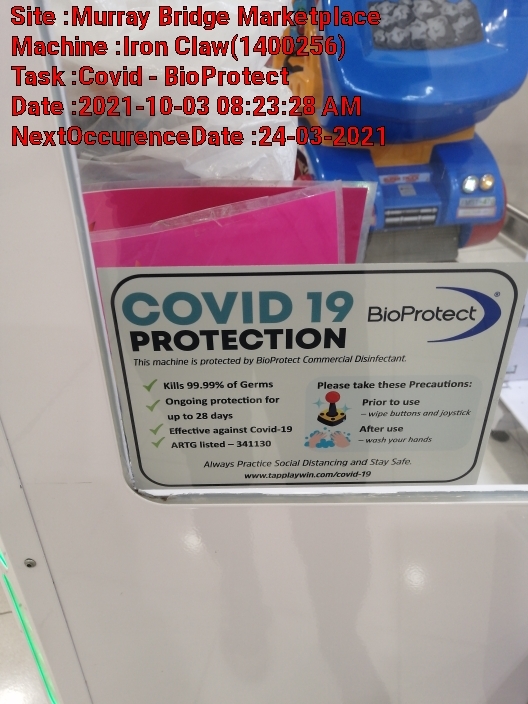 Site :Murray Bridge Marketplace
Machine :Iron Claw(1400256)
Task :Covid - BioProtect
Date :2021-10-03 08:23:28 AM
NextOccurenceDate :24-03-2021
COVID 19
PROTECTION
BioProtect®
This machine is protected by BioProtect Commercial Disinfectant.
Kills 99.99% of Germs
Ongoing protection for
up to 28 days
Effective against Covid-19
ARTG listed – 341130
Please take these Precautions:
Prior to use
– wipe buttons and joystick
After use
– wash your hands
Always Practice Social Distancing and Stay Safe.
www.tapplaywin.com/covid-19